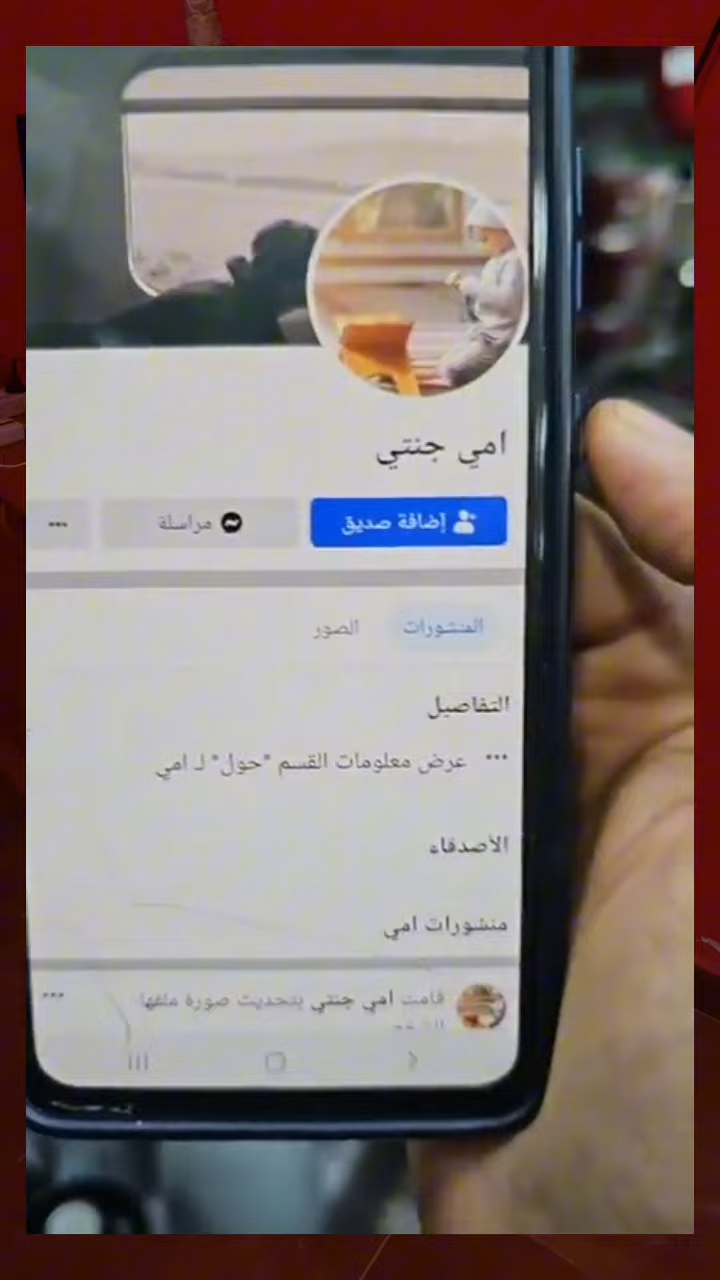 امي جنتي
إضافة صديق
مراسلة
المنشورات
الصور
التفاصيل
عرض معلومات القسم "حول" لـ امي
الأصدقاء
منشورات امي
قامت امي جنتي بتحديث صورة ملفها